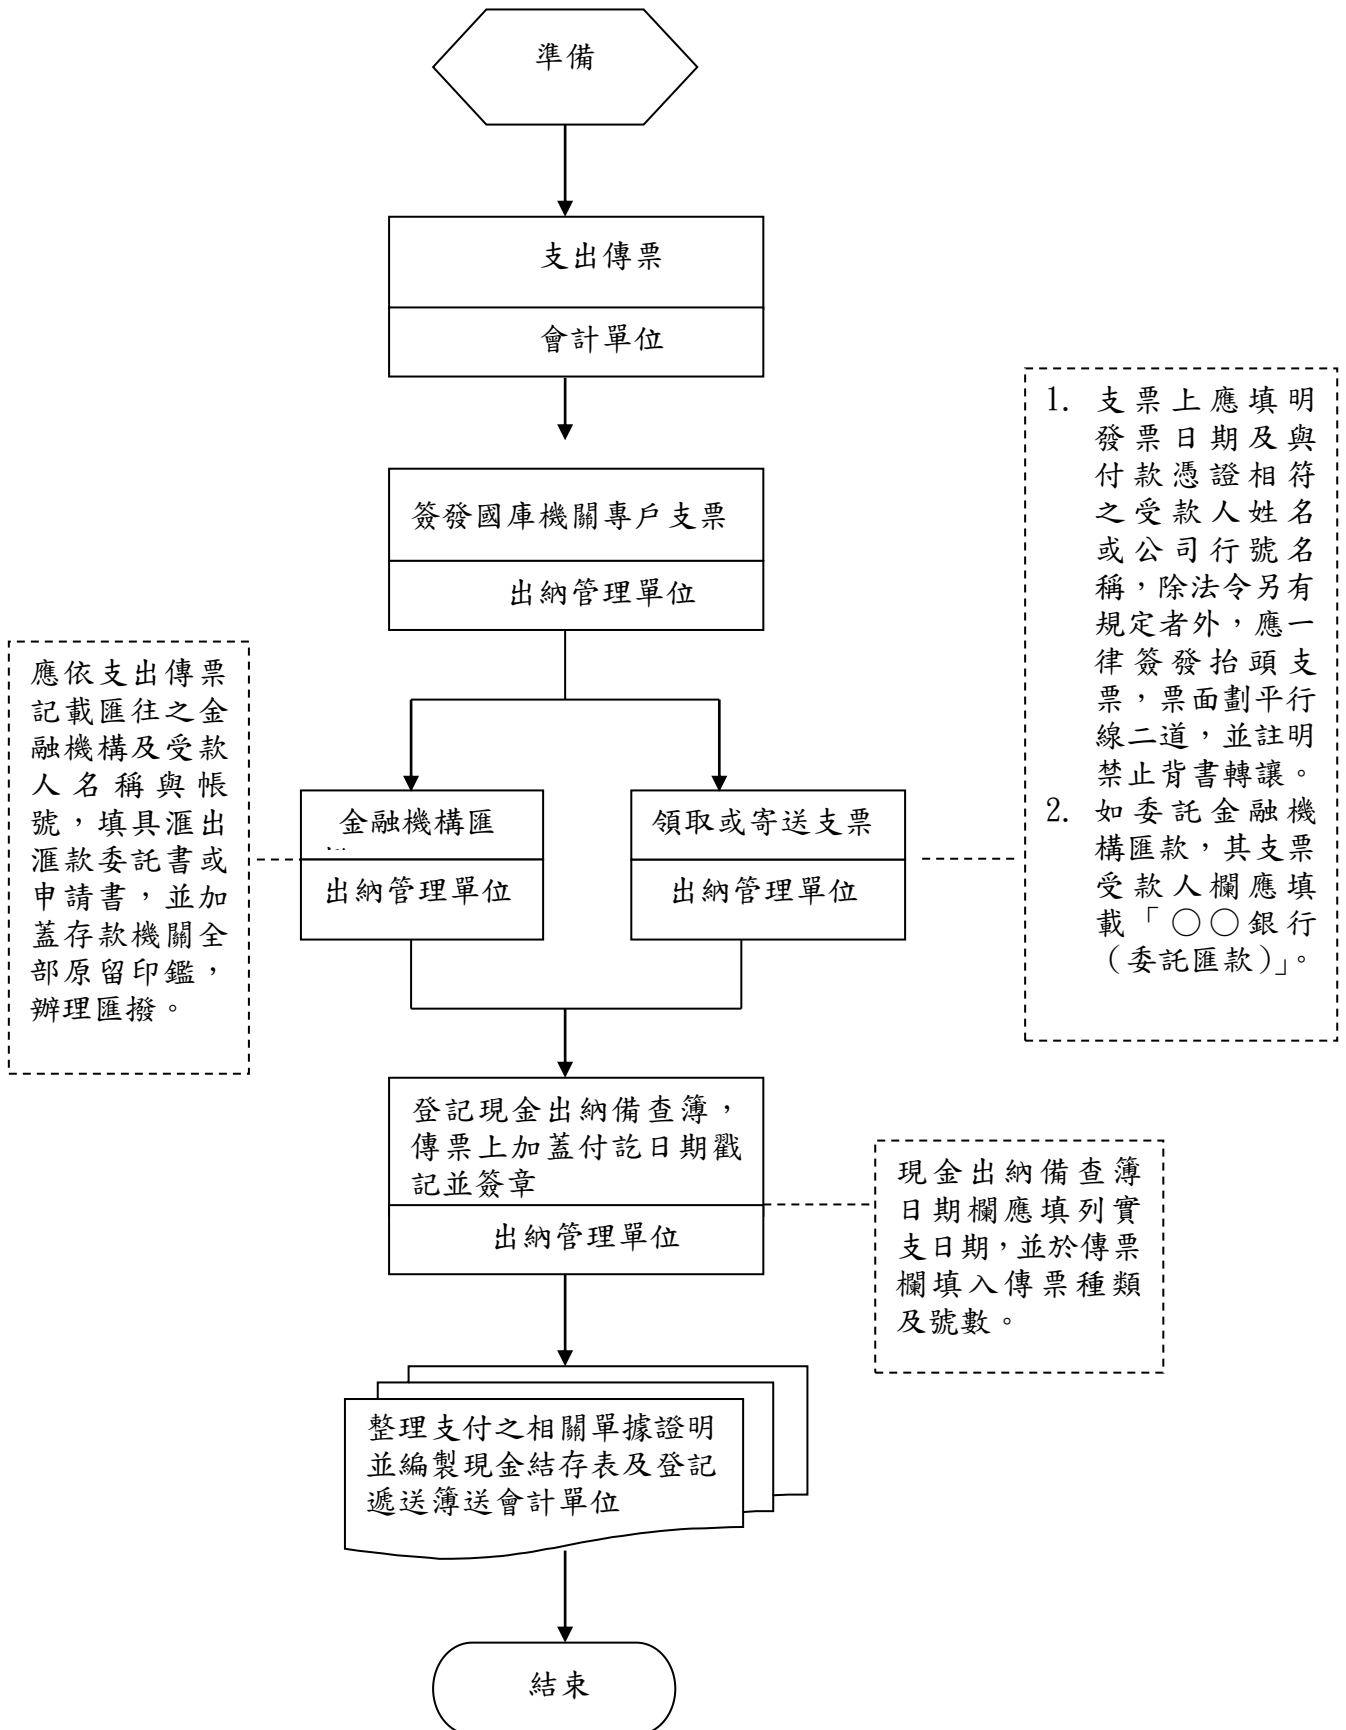 準備
支出傳票
會計單位
簽發國庫機關專戶支票
出納管理單位
1. 支票上應填明
發票日期及與
付款憑證相符
之受款人姓名
或公司行號名
稱，除法令另有
規定者外，應一
律簽發抬頭支
票，票面劃平行
線二道，並註明
禁止背書轉讓。
2. 如委託金融機
構匯款，其支票
受款人欄應填
載「○○銀行
（委託匯款）」。
應依支出傳票
記載匯往之金
融機構及受款
人名稱與帳
號，填具滙出
滙款委託書或
申請書，並加
蓋存款機關全
部原留印鑑，
辦理匯撥。
金融機構匯
出納管理單位
領取或寄送支票
出納管理單位
登記現金出納備查簿，
傳票上加蓋付訖日期戳
記並簽章
出納管理單位
現金出納備查簿
日期欄應填列實
支日期，並於傳票
欄填入傳票種類
及號數。
整理支付之相關單據證明
並編製現金結存表及登記
遞送簿送會計單位
結束